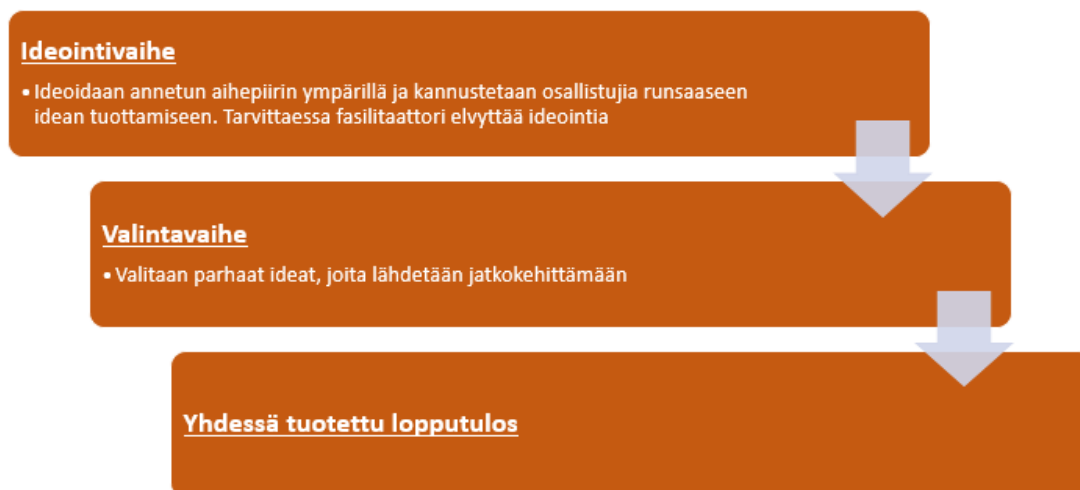 Ideointivaihe
• Ideoidaan annetun aihepiirin ympärillä ja kannustetaan osallistujia runsaaseen
idean tuottamiseen. Tarvittaessa fasilitaattori elvyttää ideointia
Valintavaihe
• Valitaan parhaat ideat, joita lähdetään jatkokehittämään
Yhdessä tuotettu lopputulos